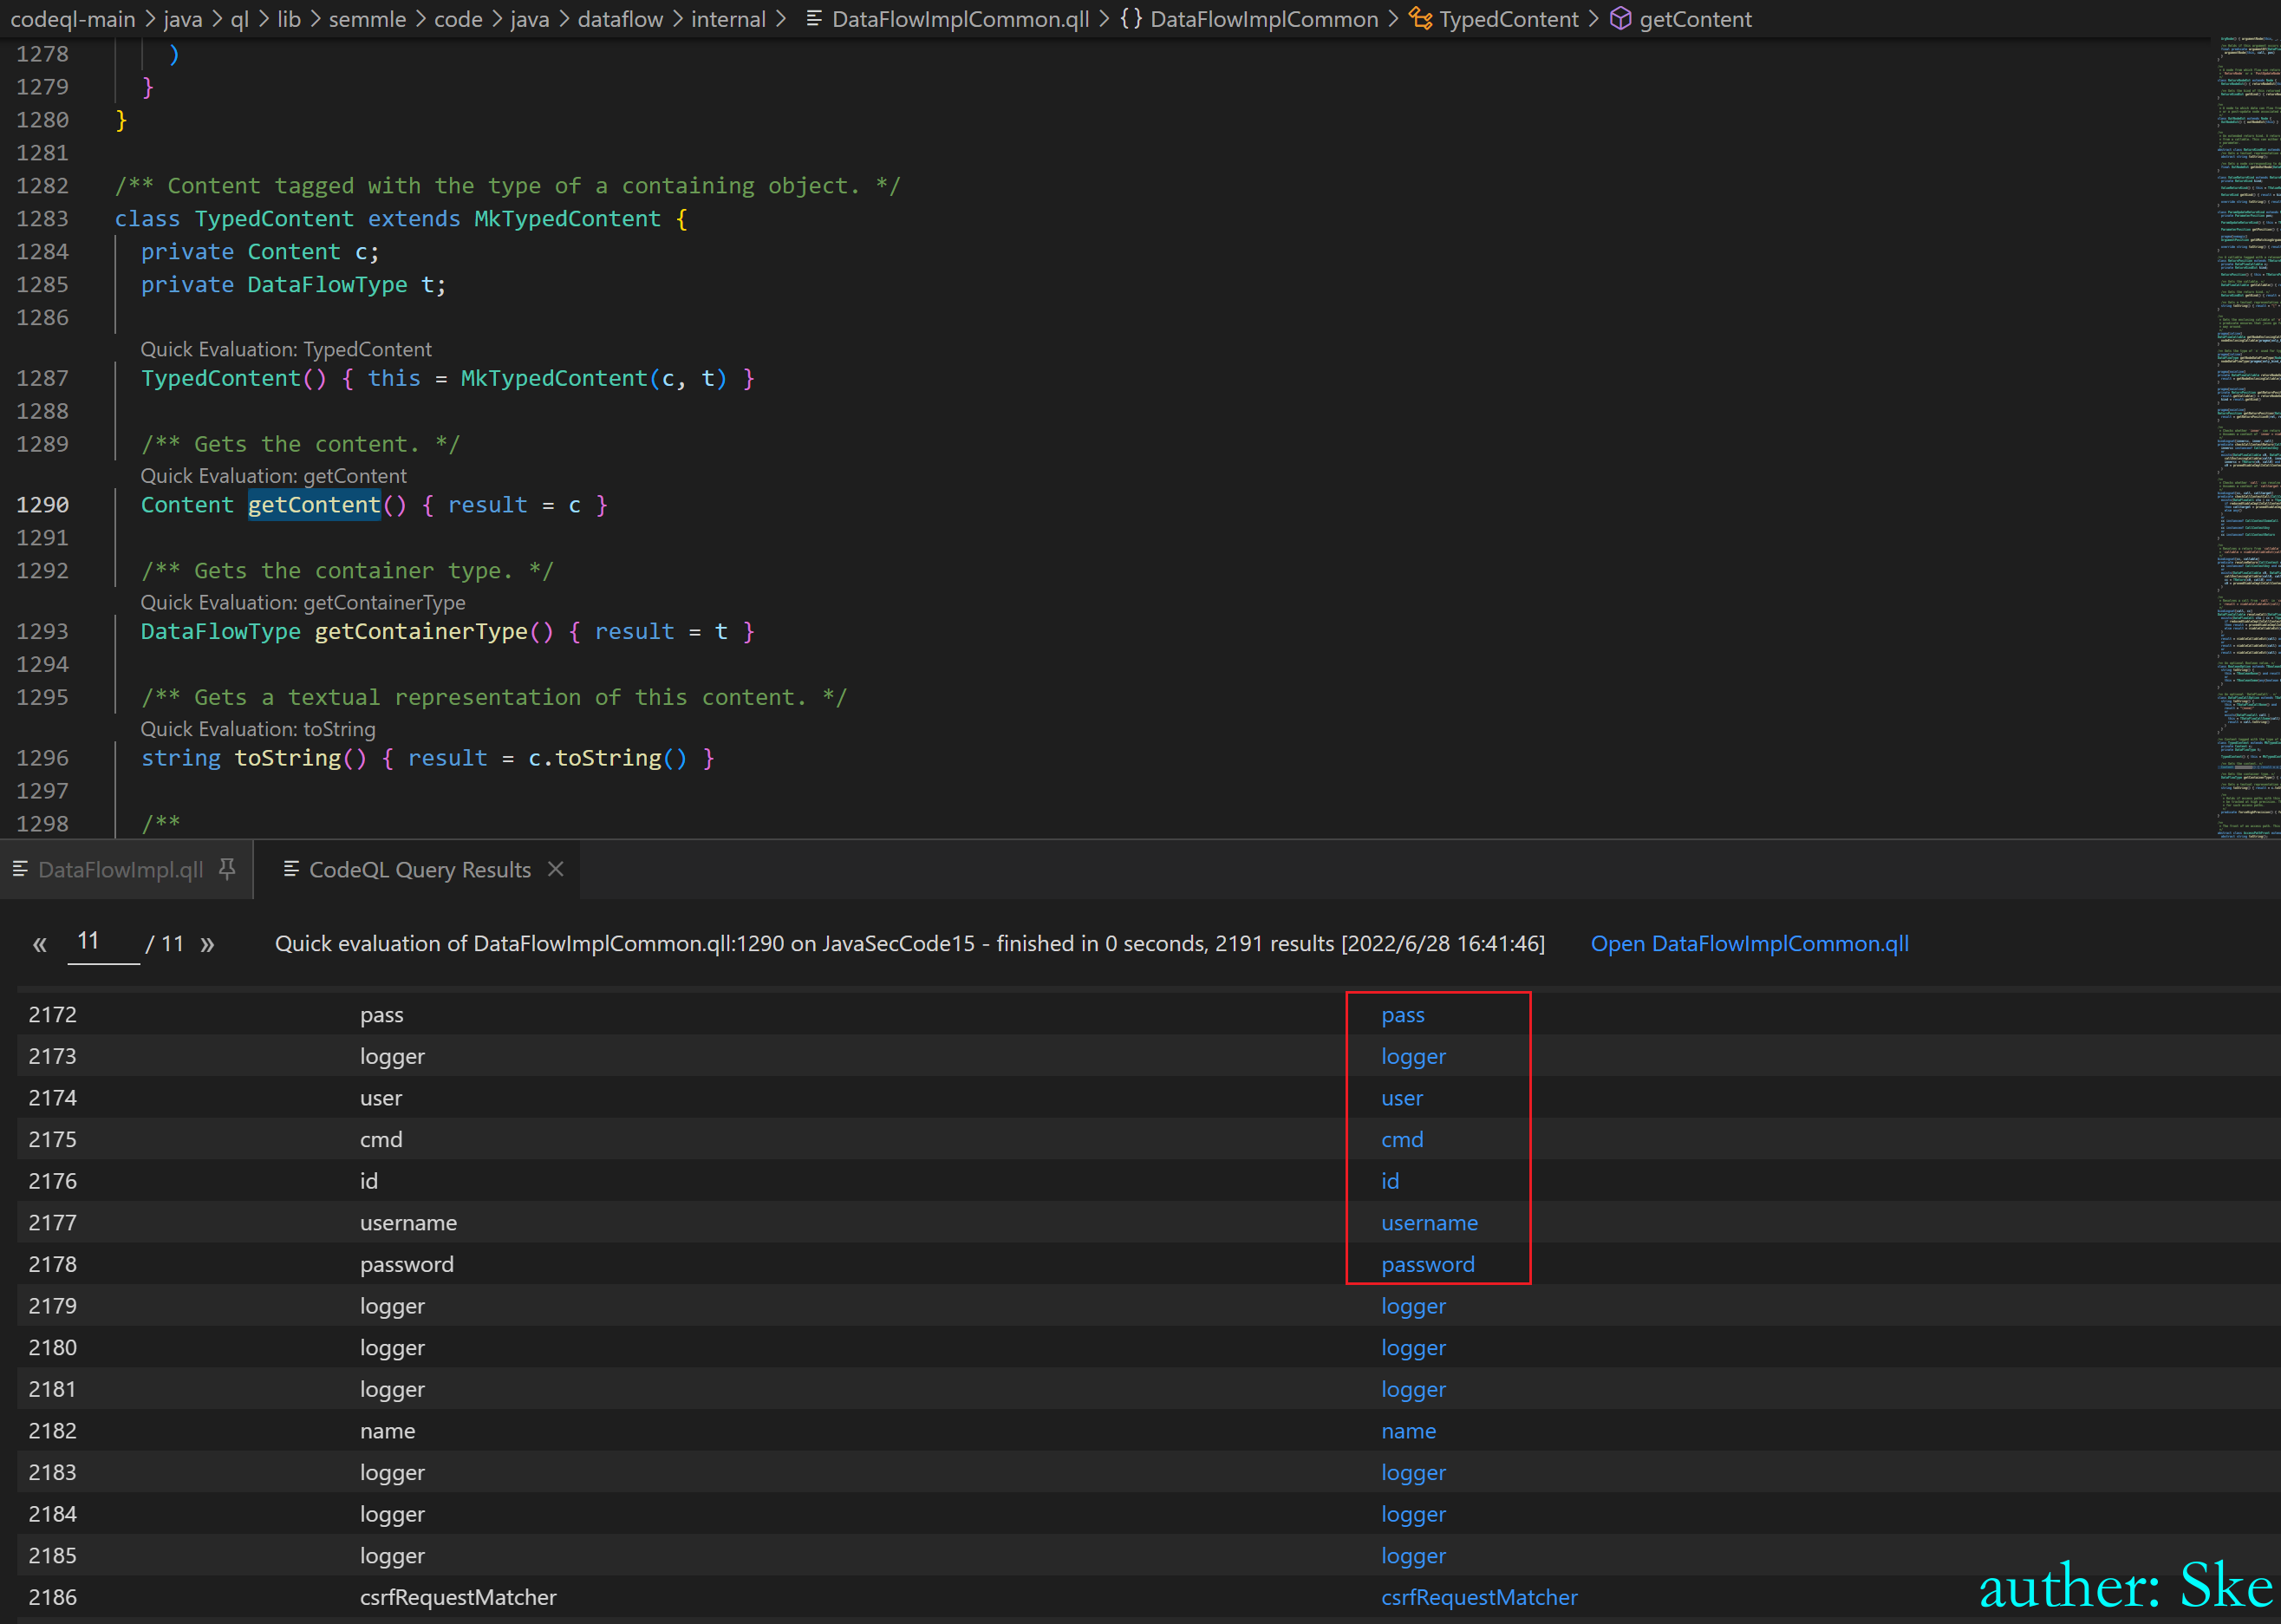 codeql-main > java > ql > lib > semmle > code > java > dataflow > internal > DataFlowImplCommon.qll > {} DataFlowImplCommon > TypedContent > getContent
1278 )
1279 }
1280 }
1281
1282 /** Content tagged with the type of a containing object. */
1283 class TypedContent extends MkTypedContent {
1284 private Content c;
1285 private DataFlowType t;
1286
Quick Evaluation: TypedContent
1287 TypedContent() { this = MkTypedContent(c, t) }
1288
1289 /** Gets the content. */
Quick Evaluation: getContent
1290 Content getContent() { result = c }
1291
1292 /** Gets the container type. */
Quick Evaluation: getContainerType
1293 DataFlowType getContainerType() { result = t }
1294
1295 /** Gets a textual representation of this content. */
Quick Evaluation: toString
1296 string toString() { result = c.toString() }
1297
1298 /**
DataFlowImpl.qll CodeQL Query Results
« 11 / 11 » Quick evaluation of DataFlowImplCommon.qll:1290 on JavaSecCode15 - finished in 0 seconds, 2191 results [2022/6/28 16:41:46] Open DataFlowImplCommon.qll
2172 pass pass
2173 logger logger
2174 user user
2175 cmd cmd
2176 id id
2177 username username
2178 password password
2179 logger logger
2180 logger logger
2181 logger logger
2182 name name
2183 logger logger
2184 logger logger
2185 logger logger
2186 csrfRequestMatcher csrfRequestMatcher
auther: Ske